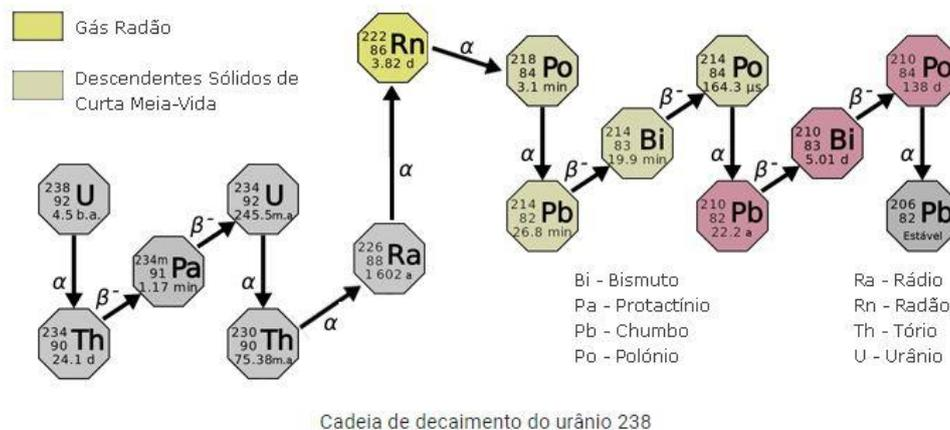 Gás Radão
Descendentes Sólidos de
Curta Meia-Vida
238
92 U
4.5 b.a.
α
234
90 Th
24.1 d
β⁻
234m
91 Pa
1.17 min
β⁻
234
92 U
245.5m.a
α
230
90 Th
75.38m.a
α
226
88 Ra
1 602 a
α
222
86 Rn
3.82 d
α
218
84 Po
3.1 min
α
214
82 Pb
26.8 min
β⁻
214
83 Bi
19.9 min
β⁻
214
84 Po
164.3 µs
α
210
82 Pb
22.2 a
β⁻
210
83 Bi
5.01 d
β⁻
210
84 Po
138 d
α
206
82 Pb
Estável
Bi - Bismuto
Pa - Protactínio
Pb - Chumbo
Po - Polónio
Ra - Rádio
Rn - Radão
Th - Tório
U - Urânio
Cadeia de decaimento do urânio 238